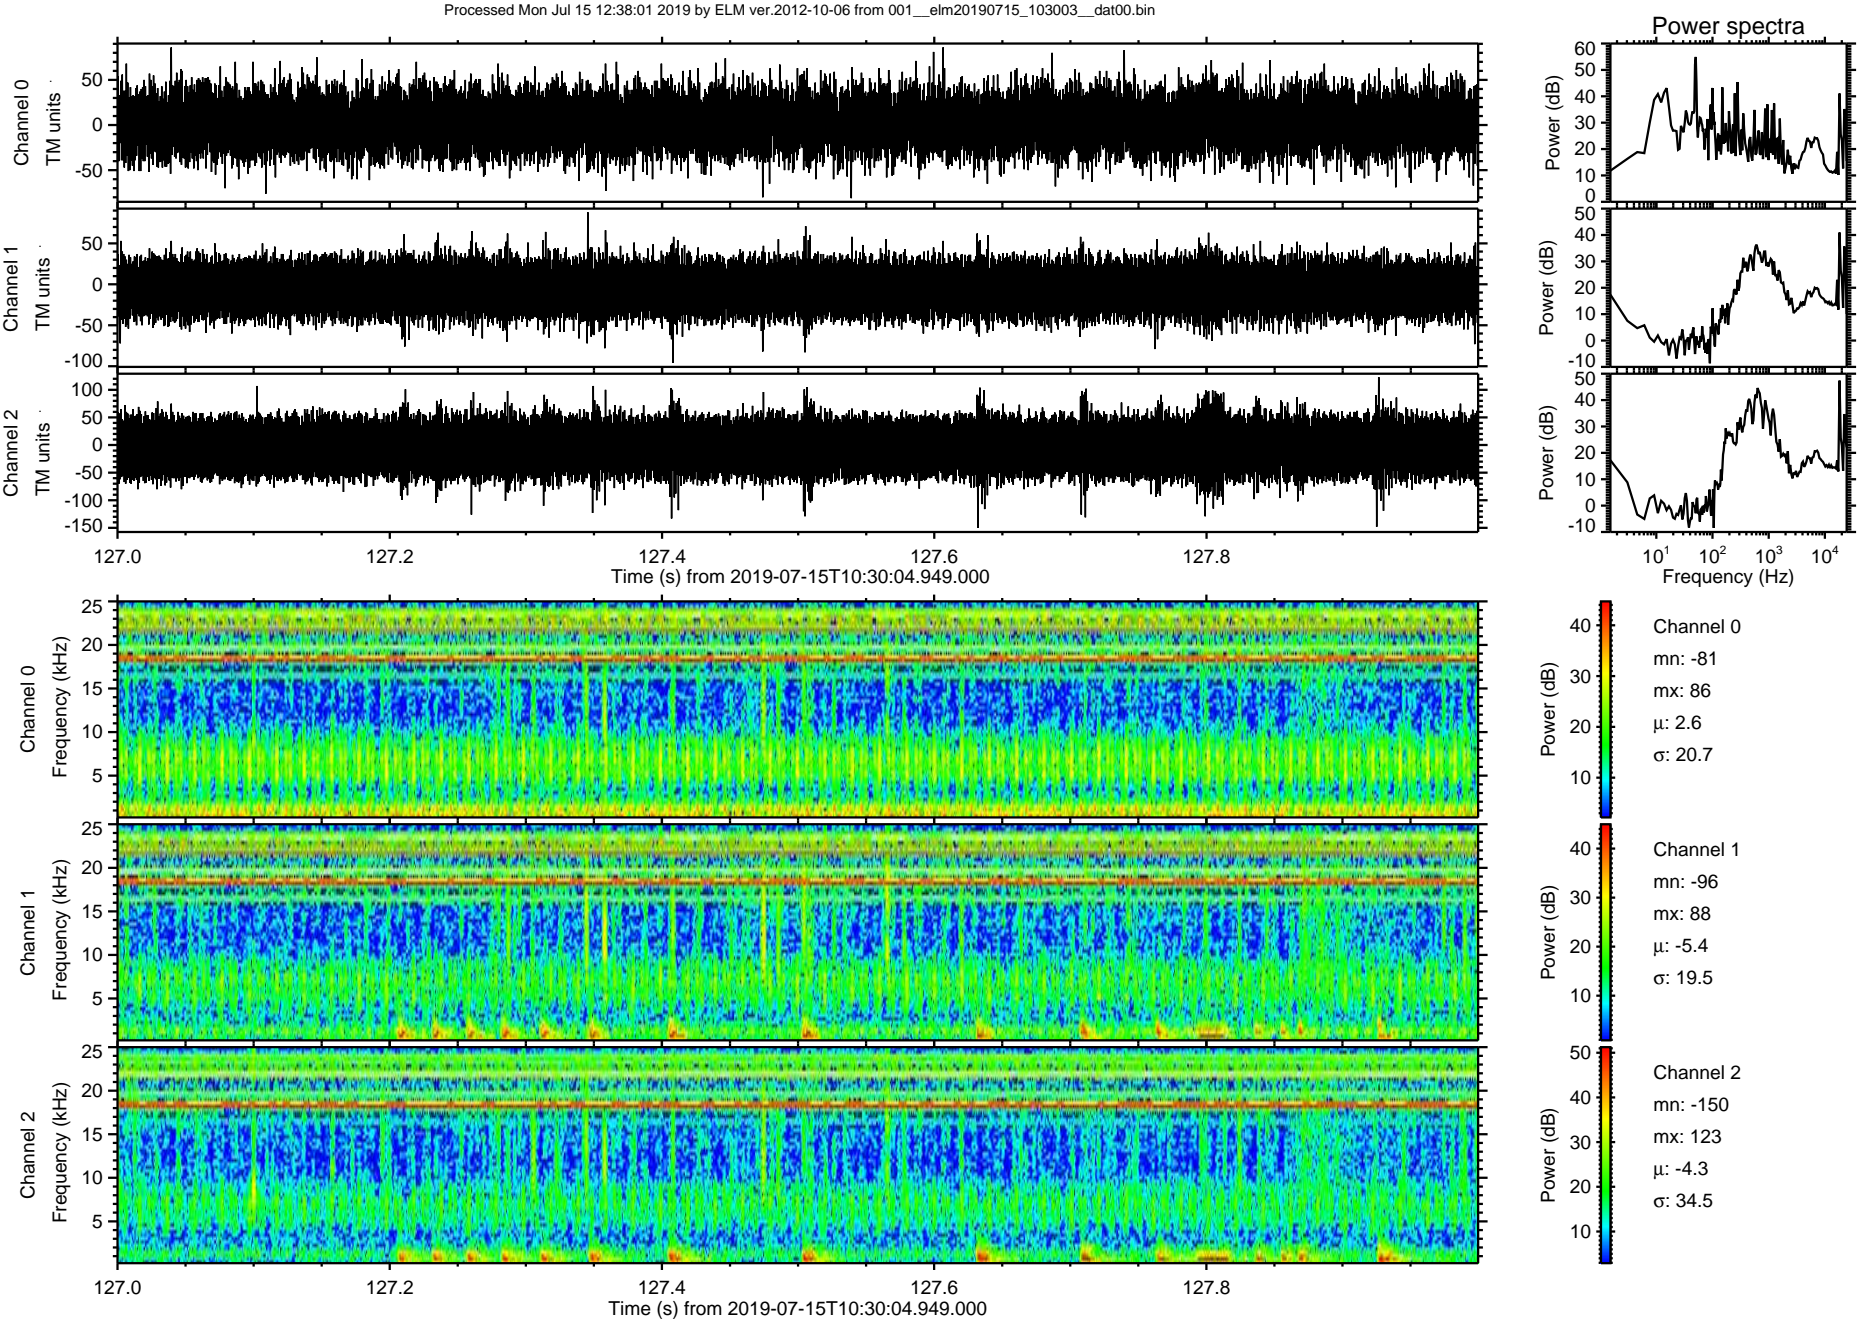 Processed Mon Jul 15 12:38:01 2019 by ELM ver.2012-10-06 from 001__elm20190715_103003__dat00.bin
Power spectra
Channel 0
TM units
50
0
-50
Power (dB)
60
50
40
30
20
10
0
Channel 1
TM units
50
0
-50
-100
Power (dB)
50
40
30
20
10
0
-10
Channel 2
TM units
100
50
0
-50
-100
-150
Power (dB)
50
40
30
20
10
0
-10
127.0 127.2 127.4 127.6 127.8
Time (s) from 2019-07-15T10:30:04.949.000
10^1 10^2 10^3 10^4
Frequency (Hz)
Channel 0
Frequency (kHz)
25
20
15
10
5
Power (dB)
40
30
20
10
Channel 0
mn: -81
mx: 86
μ: 2.6
σ: 20.7
Channel 1
Frequency (kHz)
25
20
15
10
5
Power (dB)
40
30
20
10
Channel 1
mn: -96
mx: 88
μ: -5.4
σ: 19.5
Channel 2
Frequency (kHz)
25
20
15
10
5
Power (dB)
50
40
30
20
10
Channel 2
mn: -150
mx: 123
μ: -4.3
σ: 34.5
127.0 127.2 127.4 127.6 127.8
Time (s) from 2019-07-15T10:30:04.949.000